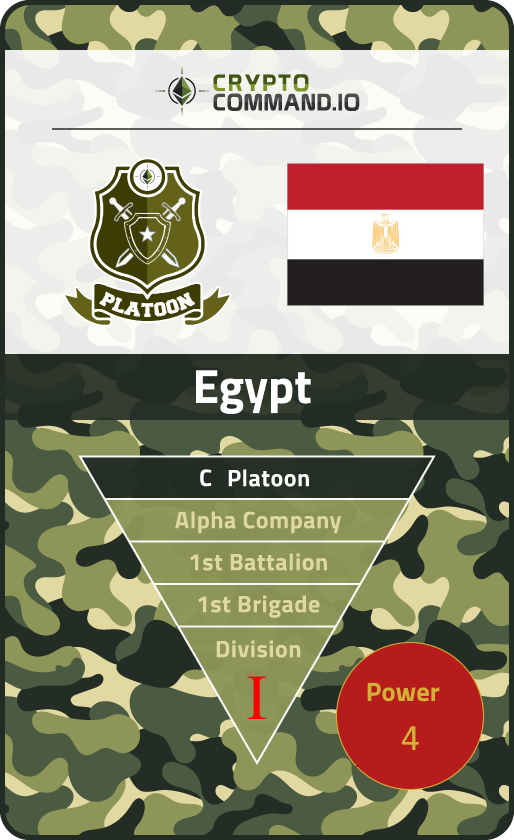 CRYPTO
COMMAND.IO
PLATOON
Egypt
C Platoon
Alpha Company
1st Battalion
1st Brigade
Division
I
Power
4